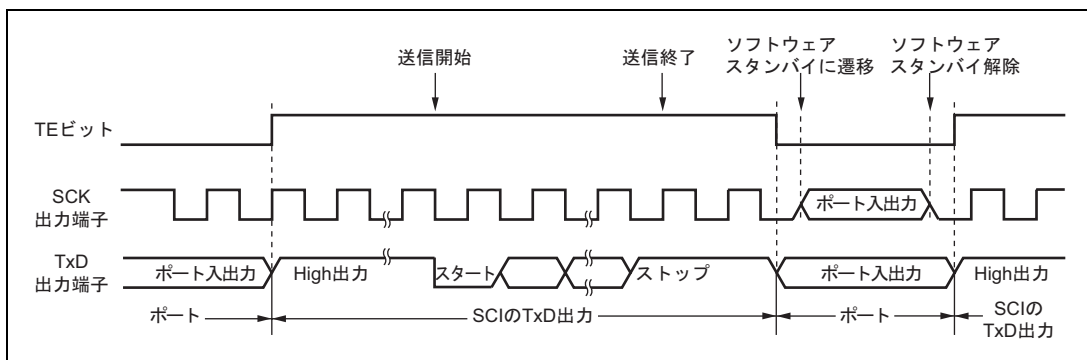 送信開始
送信終了
ソフトウェア
スタンバイに遷移
ソフトウェア
スタンバイ解除
TEビット
SCK
出力端子
ポート入出力
TxD
出力端子
ポート入出力
High出力
スタート
ストップ
ポート入出力
High出力
ポート
SCIのTxD出力
ポート
SCIの
TxD出力